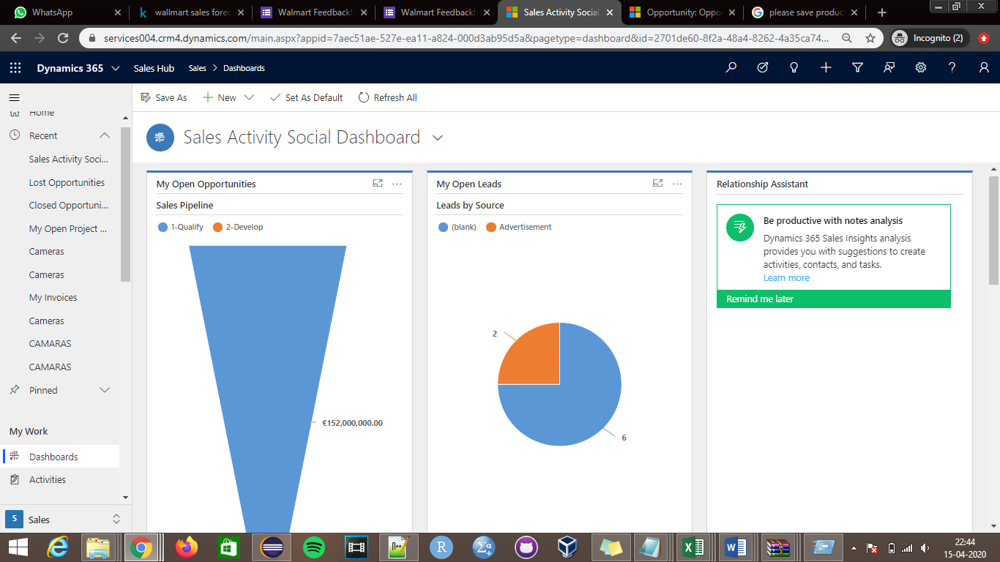 WhatsApp
wallmart sales fore
Walmart Feedback!
Walmart Feedback!
Sales Activity Social
Opportunity: Oppo
please save produc
services004.crm4.dynamics.com/main.aspx?appid=7aec51ae-527e-ea11-a824-000d3ab95d5a&pagetype=dashboard&id=2701de60-8f2a-48a4-8262-4a35ca74...
Incognito (2)
Dynamics 365
Sales Hub
Sales > Dashboards
Save As
New
Set As Default
Refresh All
Home
Recent
Sales Activity Soci...
Lost Opportunities
Closed Opportuni...
My Open Project ...
Cameras
Cameras
My Invoices
Cameras
CAMARAS
CAMARAS
Pinned
My Work
Dashboards
Activities
S Sales
Sales Activity Social Dashboard
My Open Opportunities
Sales Pipeline
1-Qualify
2-Develop
€152,000,000.00
My Open Leads
Leads by Source
(blank)
Advertisement
2
6
Relationship Assistant
Be productive with notes analysis
Dynamics 365 Sales Insights analysis
provides you with suggestions to create
activities, contacts, and tasks.
Learn more
Remind me later
22:44
15-04-2020